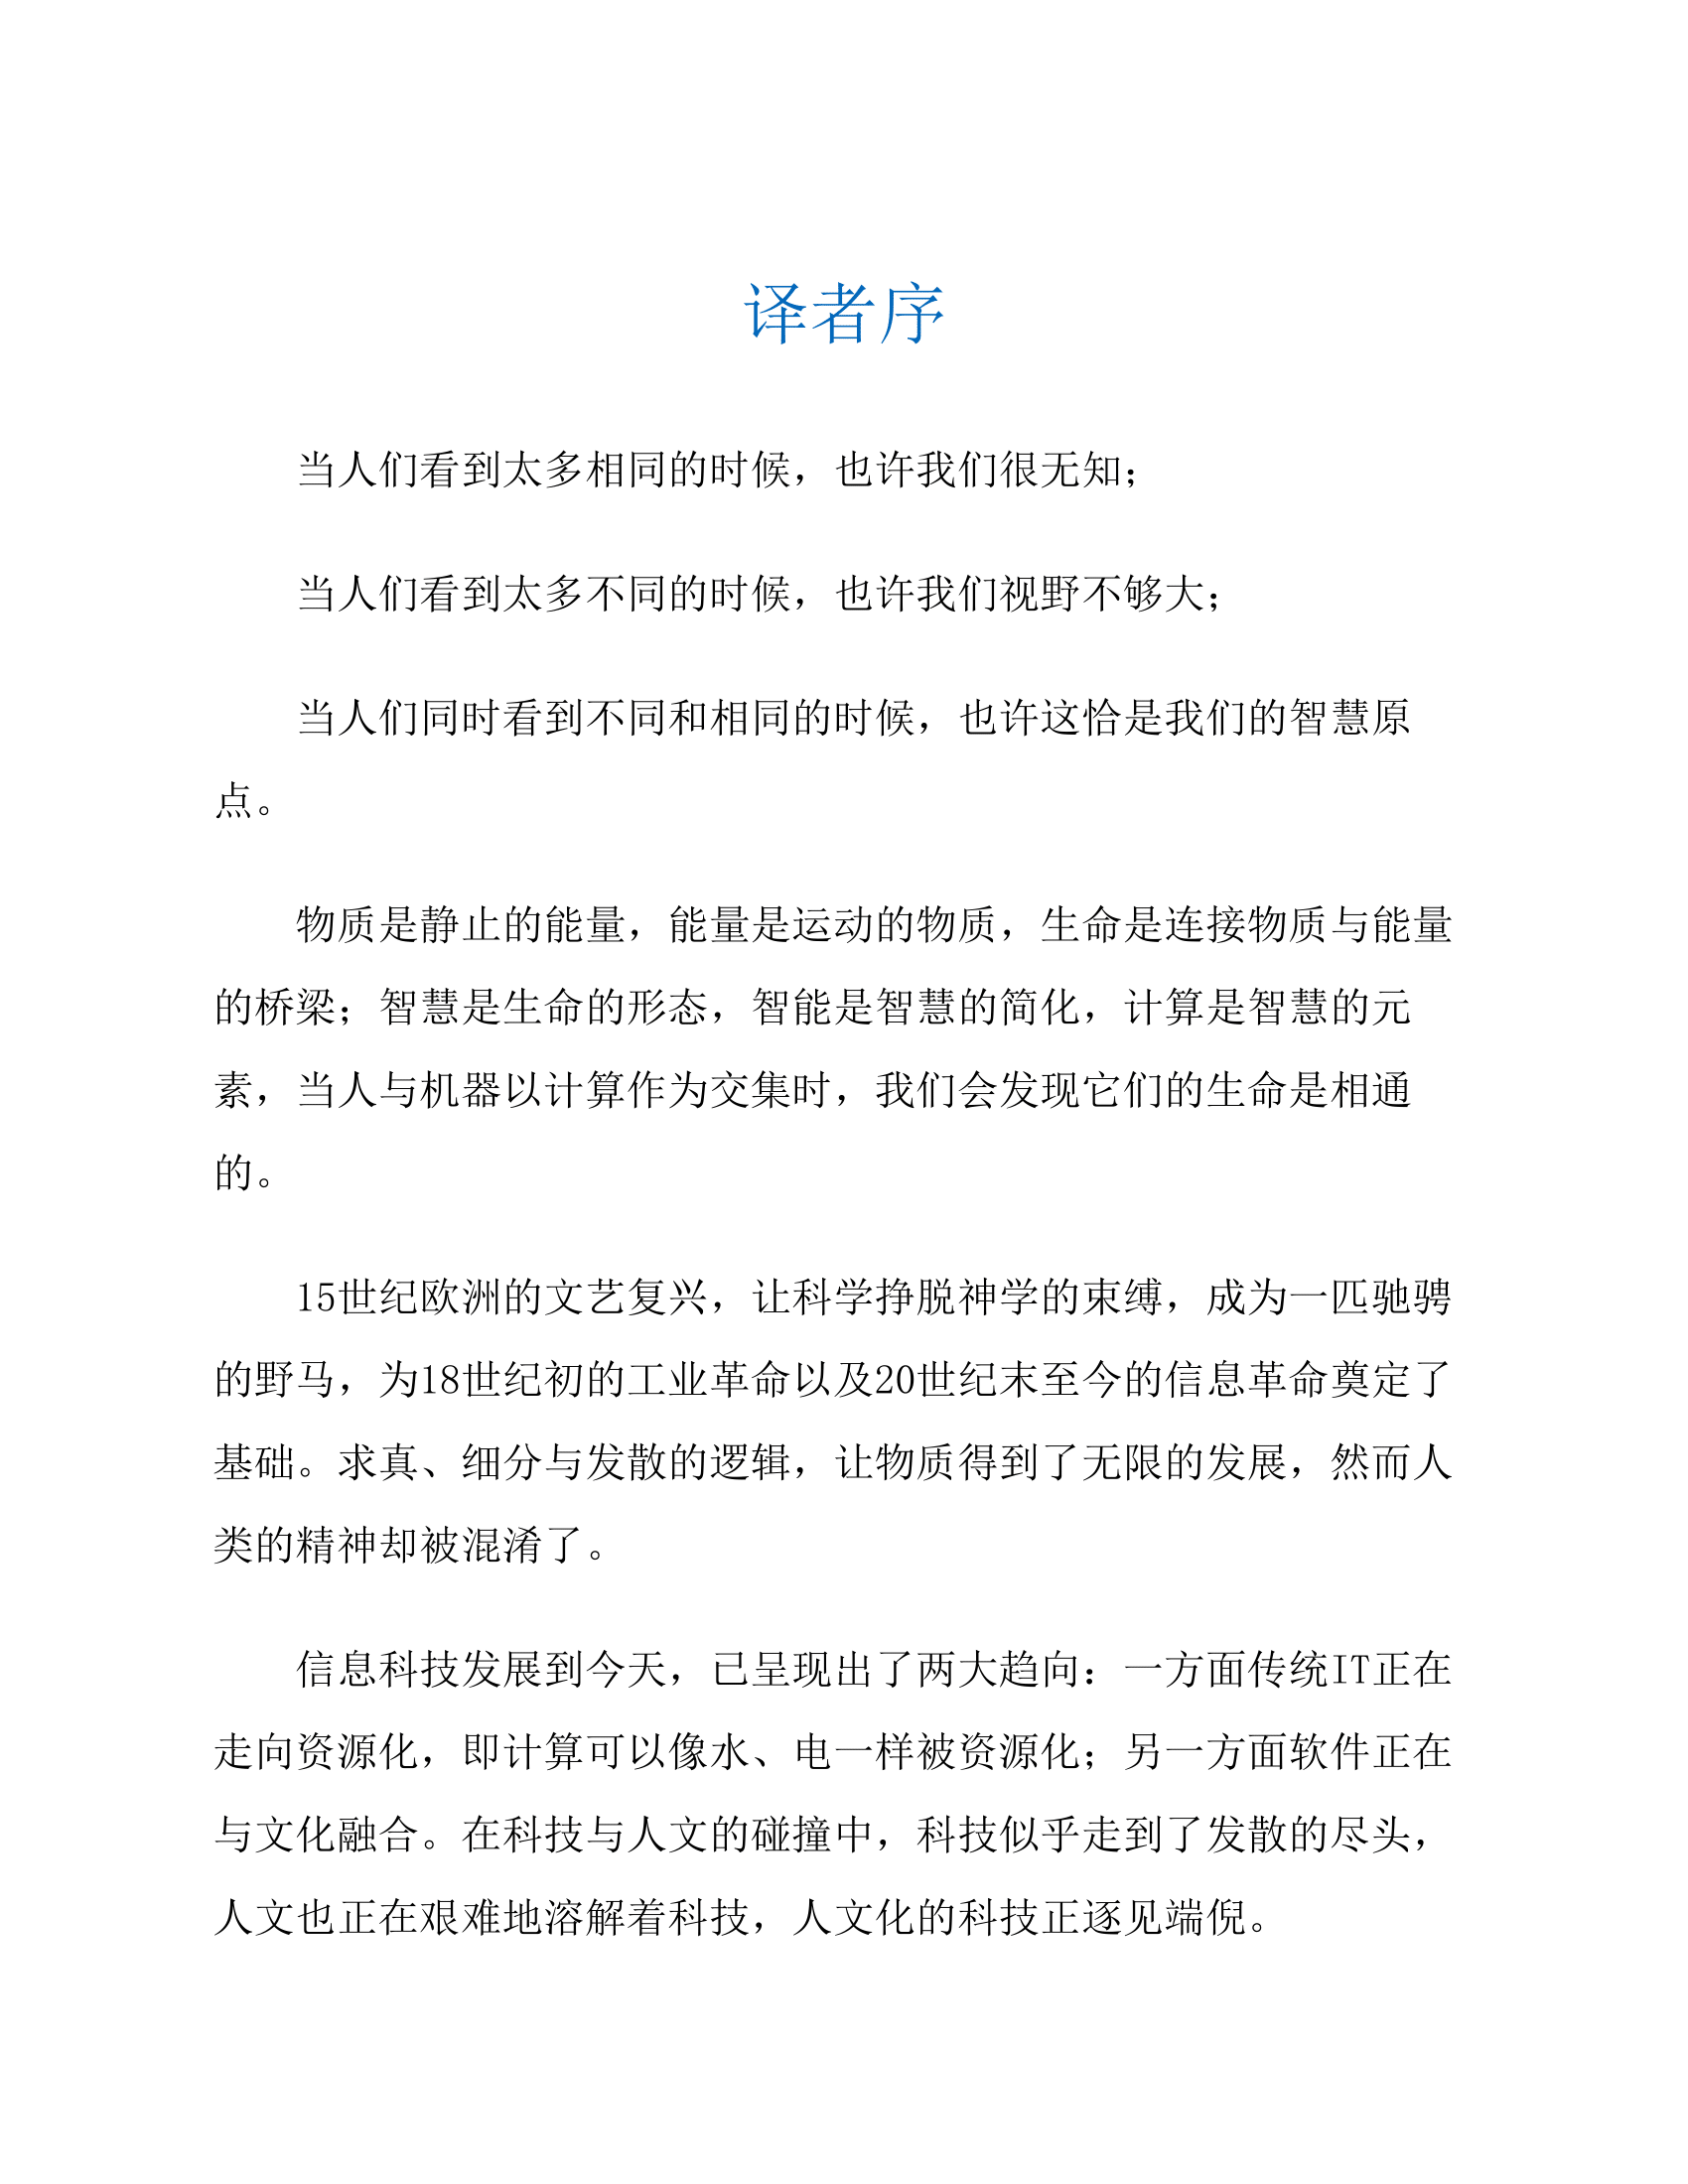 译者序
当人们看到太多相同的时候，也许我们很无知；
当人们看到太多不同的时候，也许我们视野不够大；
当人们同时看到不同和相同的时候，也许这恰是我们的智慧原
点。
物质是静止的能量，能量是运动的物质，生命是连接物质与能量
的桥梁；智慧是生命的形态，智能是智慧的简化，计算是智慧的元
素，当人与机器以计算作为交集时，我们会发现它们的生命是相通
的。
15世纪欧洲的文艺复兴，让科学挣脱神学的束缚，成为一匹驰骋
的野马，为18世纪初的工业革命以及20世纪末至今的信息革命奠定了
基础。求真、细分与发散的逻辑，让物质得到了无限的发展，然而人
类的精神却被混淆了。
信息科技发展到今天，已呈现出了两大趋向：一方面传统IT正在
走向资源化，即计算可以像水、电一样被资源化；另一方面软件正在
与文化融合。在科技与人文的碰撞中，科技似乎走到了发散的尽头，
人文也正在艰难地溶解着科技，人文化的科技正逐见端倪。